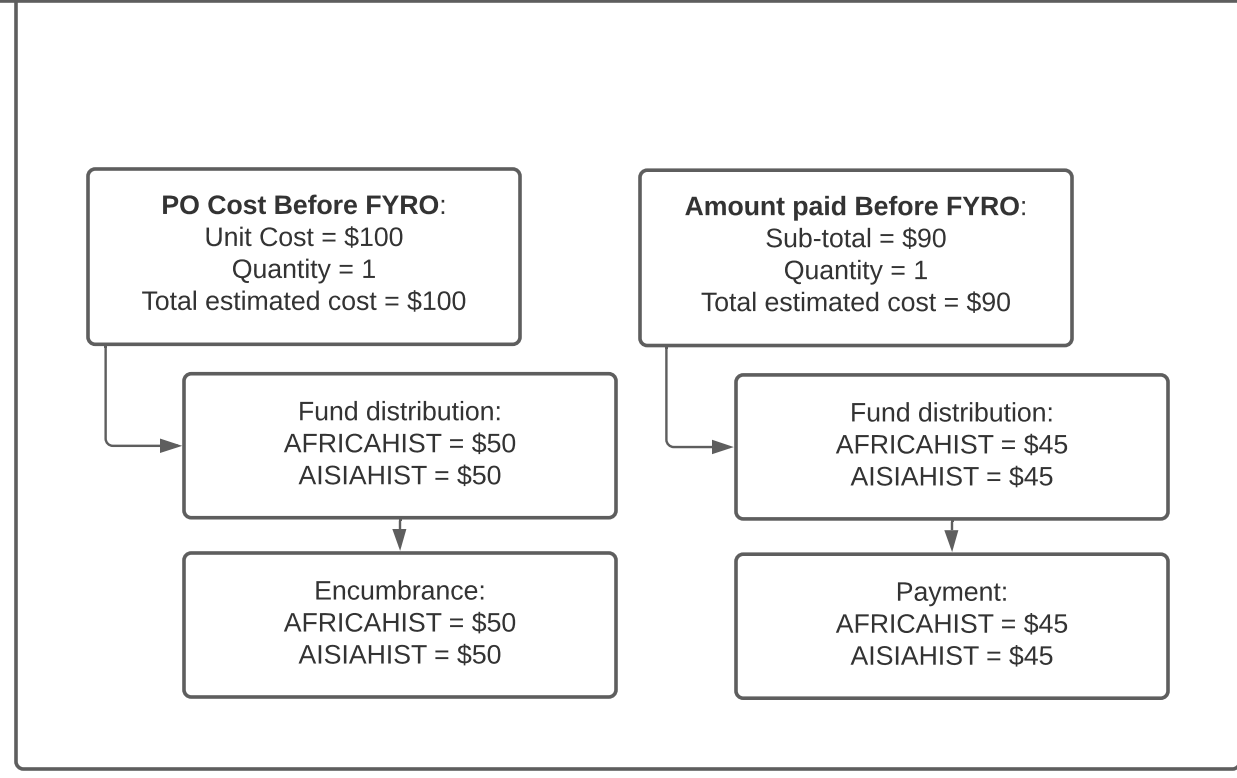 PO Cost Before FYRO:
Unit Cost = $100
Quantity = 1
Total estimated cost = $100
Fund distribution:
AFRICAHIST = $50
AISIAHIST = $50
Encumbrance:
AFRICAHIST = $50
AISIAHIST = $50
Amount paid Before FYRO:
Sub-total = $90
Quantity = 1
Total estimated cost = $90
Fund distribution:
AFRICAHIST = $45
AISIAHIST = $45
Payment:
AFRICAHIST = $45
AISIAHIST = $45